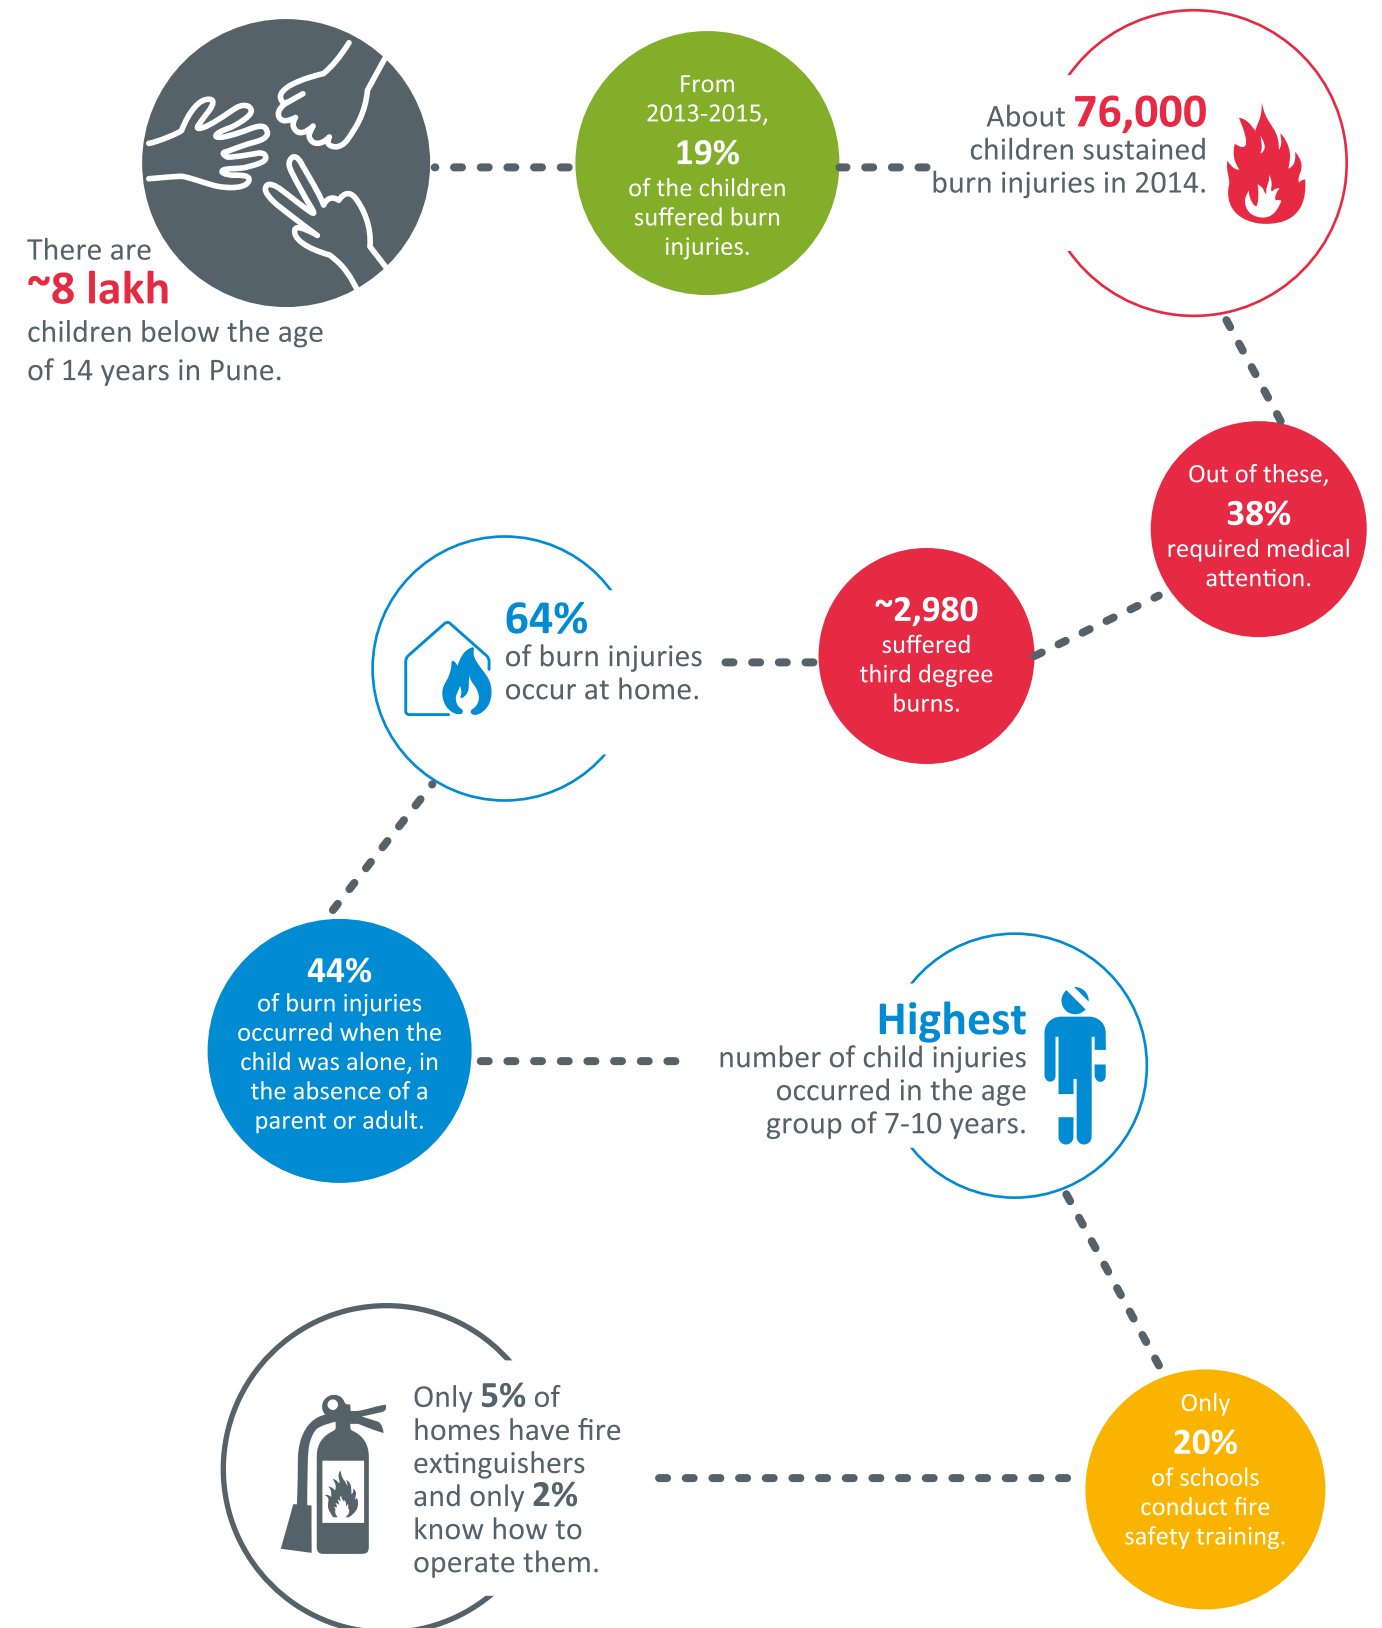 There are
~8 lakh
children below the age
of 14 years in Pune.
From
2013-2015,
19%
of the children
suffered burn
injuries.
About 76,000
children sustained
burn injuries in 2014.
Out of these,
38%
required medical
attention.
~2,980
suffered
third degree
burns.
64%
of burn injuries
occur at home.
44%
of burn injuries
occurred when the
child was alone, in
the absence of a
parent or adult.
Highest
number of child injuries
occurred in the age
group of 7-10 years.
Only
20%
of schools
conduct fire
safety training.
Only 5% of
homes have fire
extinguishers
and only 2%
know how to
operate them.